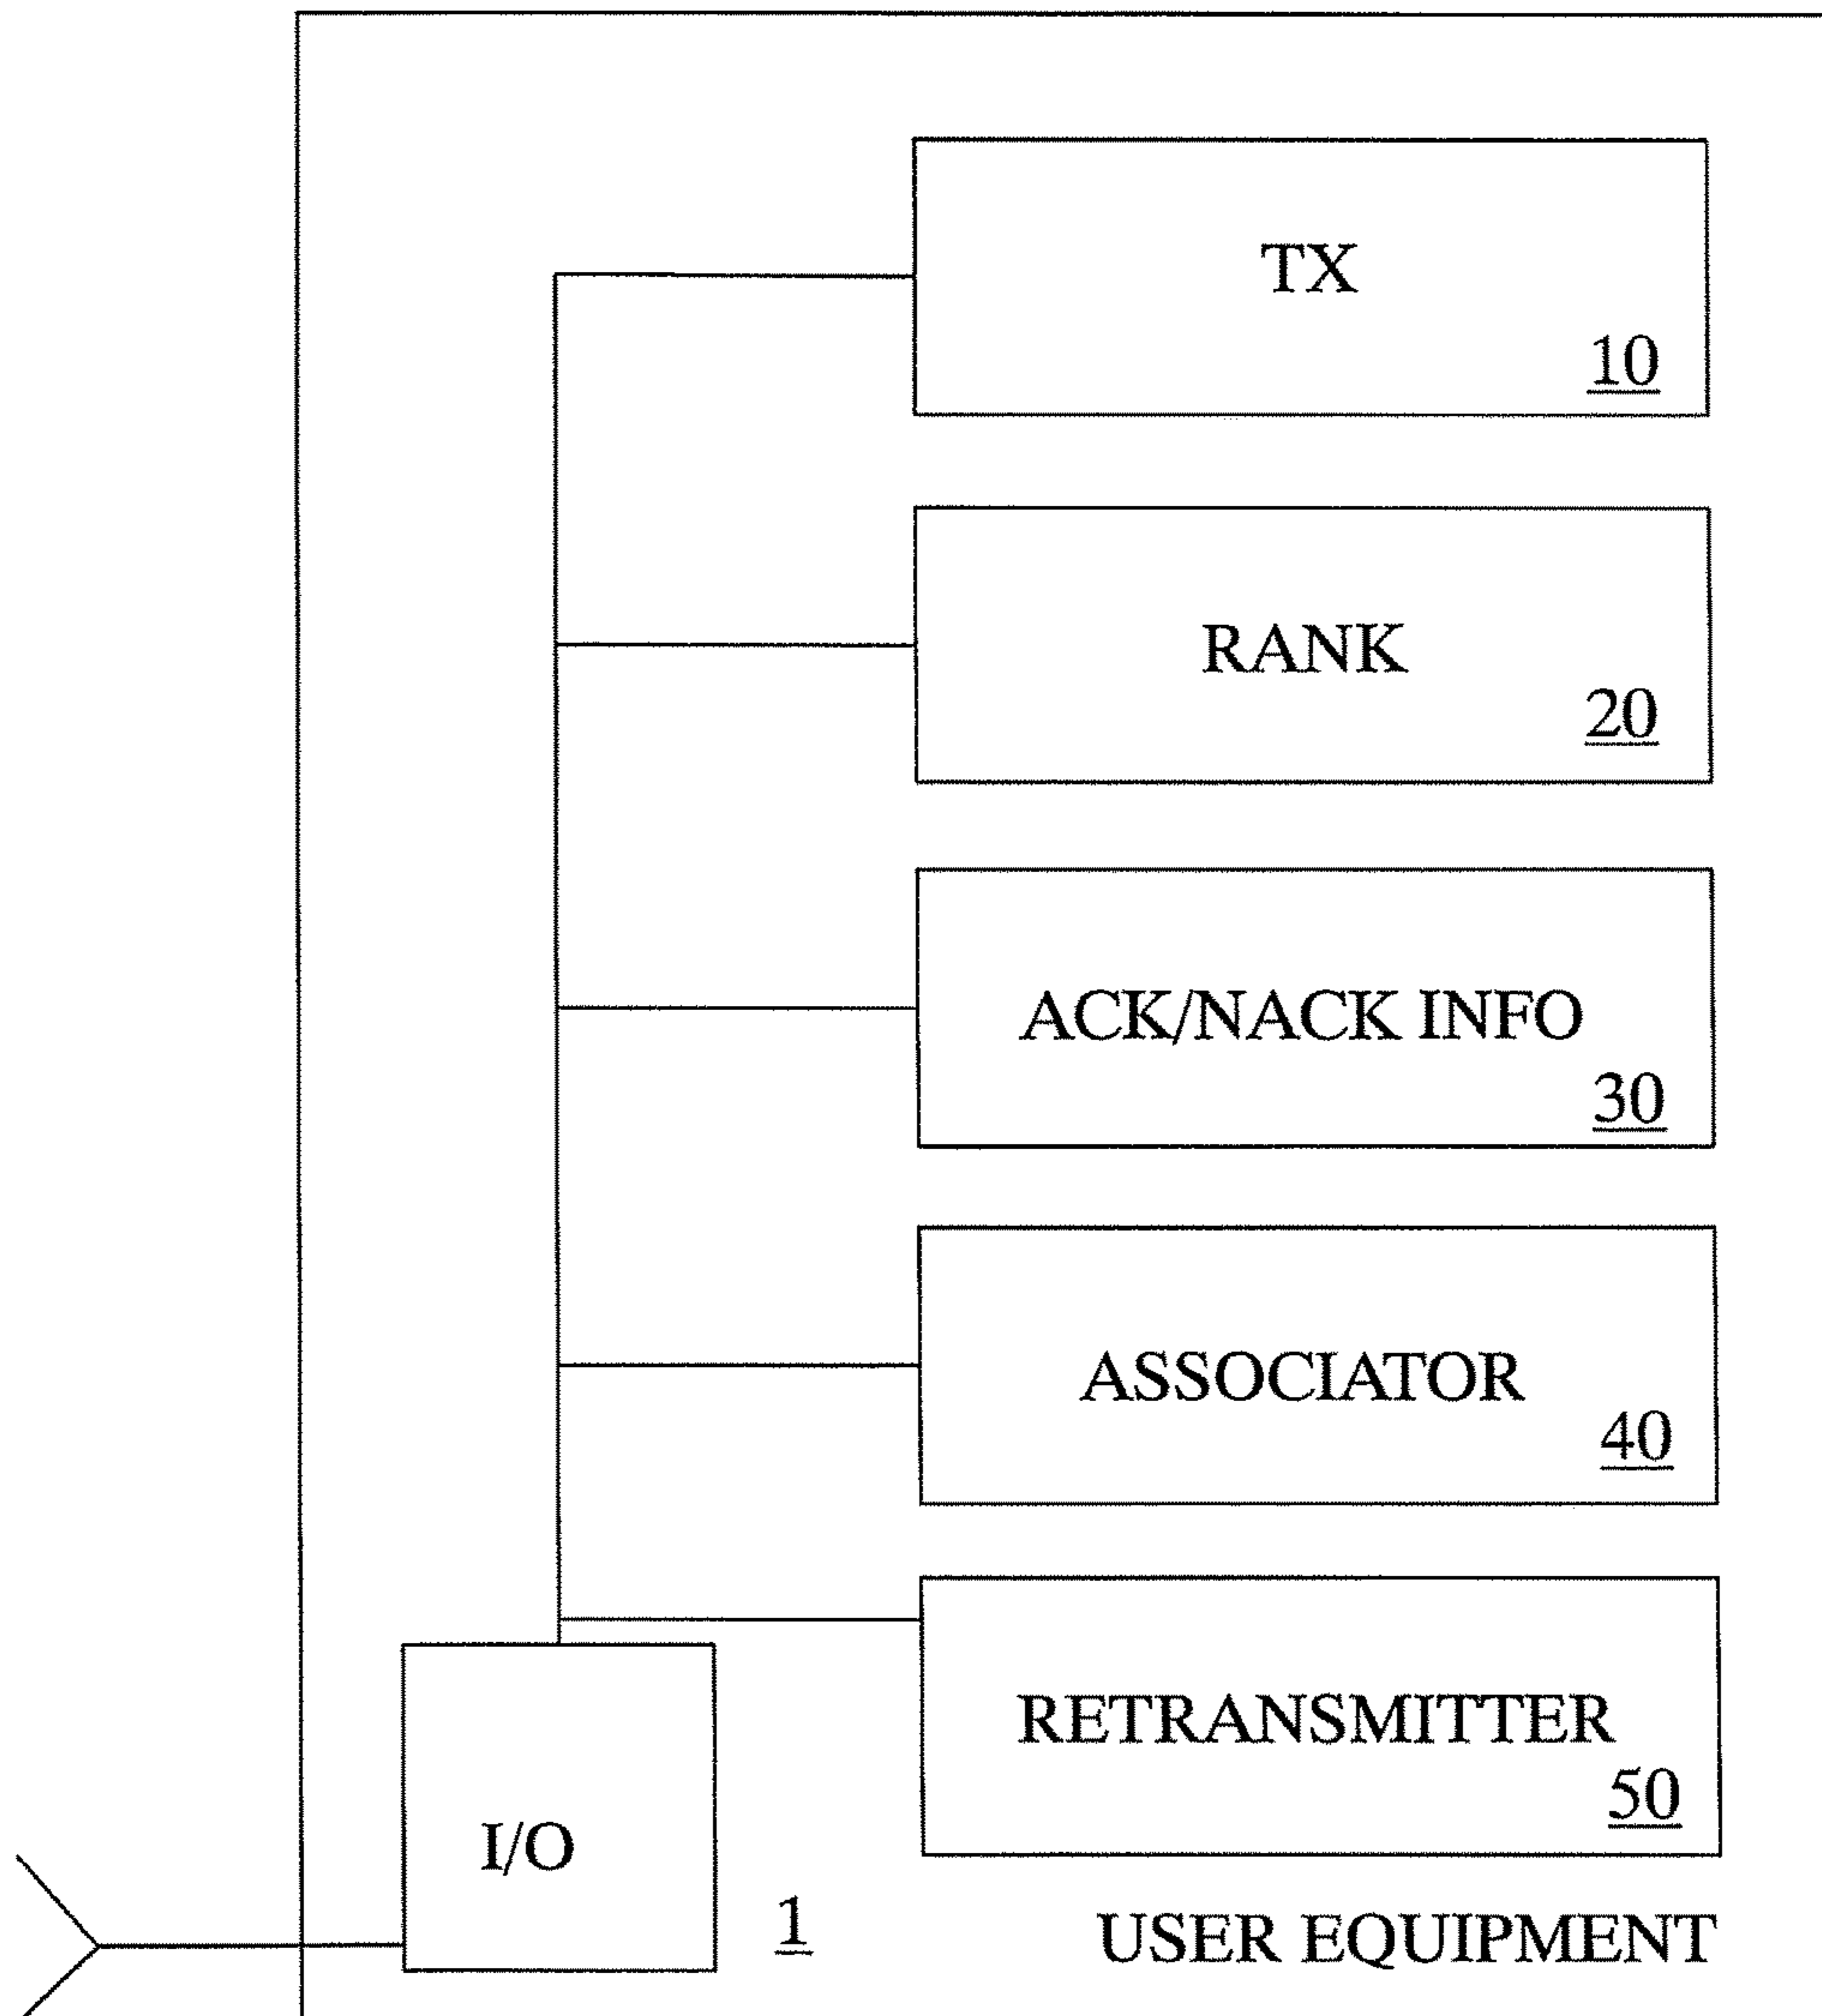 TX
10
RANK
20
ACK/NACK INFO
30
ASSOCIATOR
40
RETRANSMITTER
50
I/O
1
USER EQUIPMENT